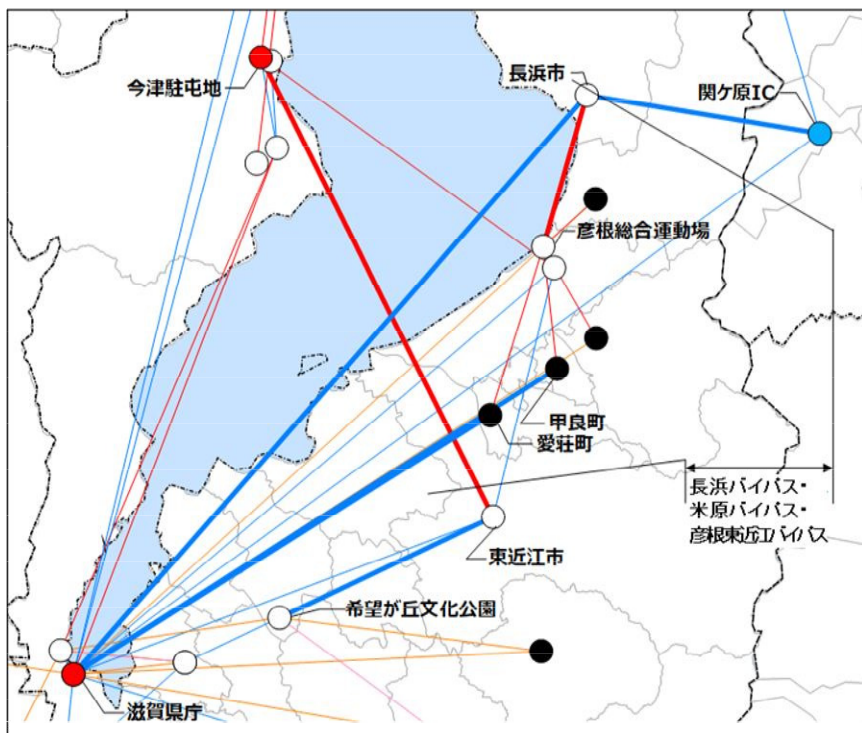 長浜市
今津駐屯地
関ケ原IC
彦根総合運動場
甲良町
愛荘町
長浜バイパス・
米原バイパス・
彦根東近江バイパス
東近江市
希望が丘文化公園
滋賀県庁